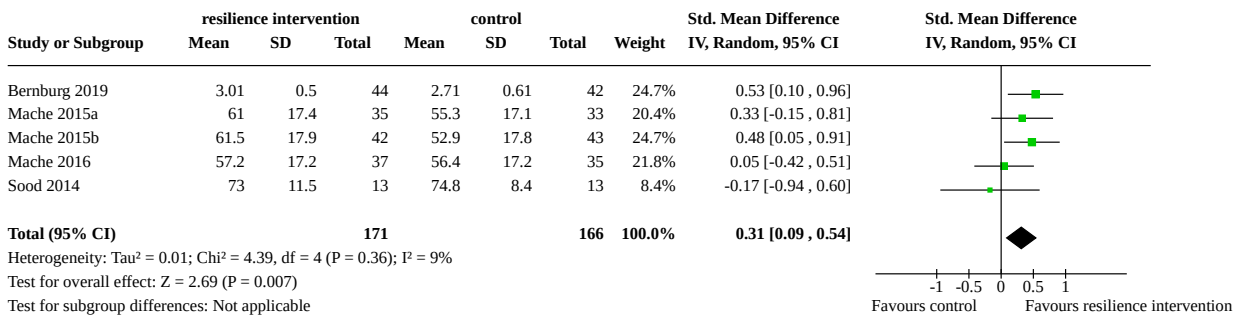 resilience intervention control Std. Mean Difference Std. Mean Difference
Study or Subgroup Mean SD Total Mean SD Total Weight IV, Random, 95% CI IV, Random, 95% CI
Bernburg 2019 3.01 0.5 44 2.71 0.61 42 24.7% 0.53 [0.10 , 0.96]
Mache 2015a 61 17.4 35 55.3 17.1 33 20.4% 0.33 [-0.15 , 0.81]
Mache 2015b 61.5 17.9 42 52.9 17.8 43 24.7% 0.48 [0.05 , 0.91]
Mache 2016 57.2 17.2 37 56.4 17.2 35 21.8% 0.05 [-0.42 , 0.51]
Sood 2014 73 11.5 13 74.8 8.4 13 8.4% -0.17 [-0.94 , 0.60]
Total (95% CI) 171 166 100.0% 0.31 [0.09 , 0.54]
Heterogeneity: Tau² = 0.01; Chi² = 4.39, df = 4 (P = 0.36); I² = 9%
Test for overall effect: Z = 2.69 (P = 0.007) -1 -0.5 0 0.5 1
Test for subgroup differences: Not applicable Favours control Favours resilience intervention